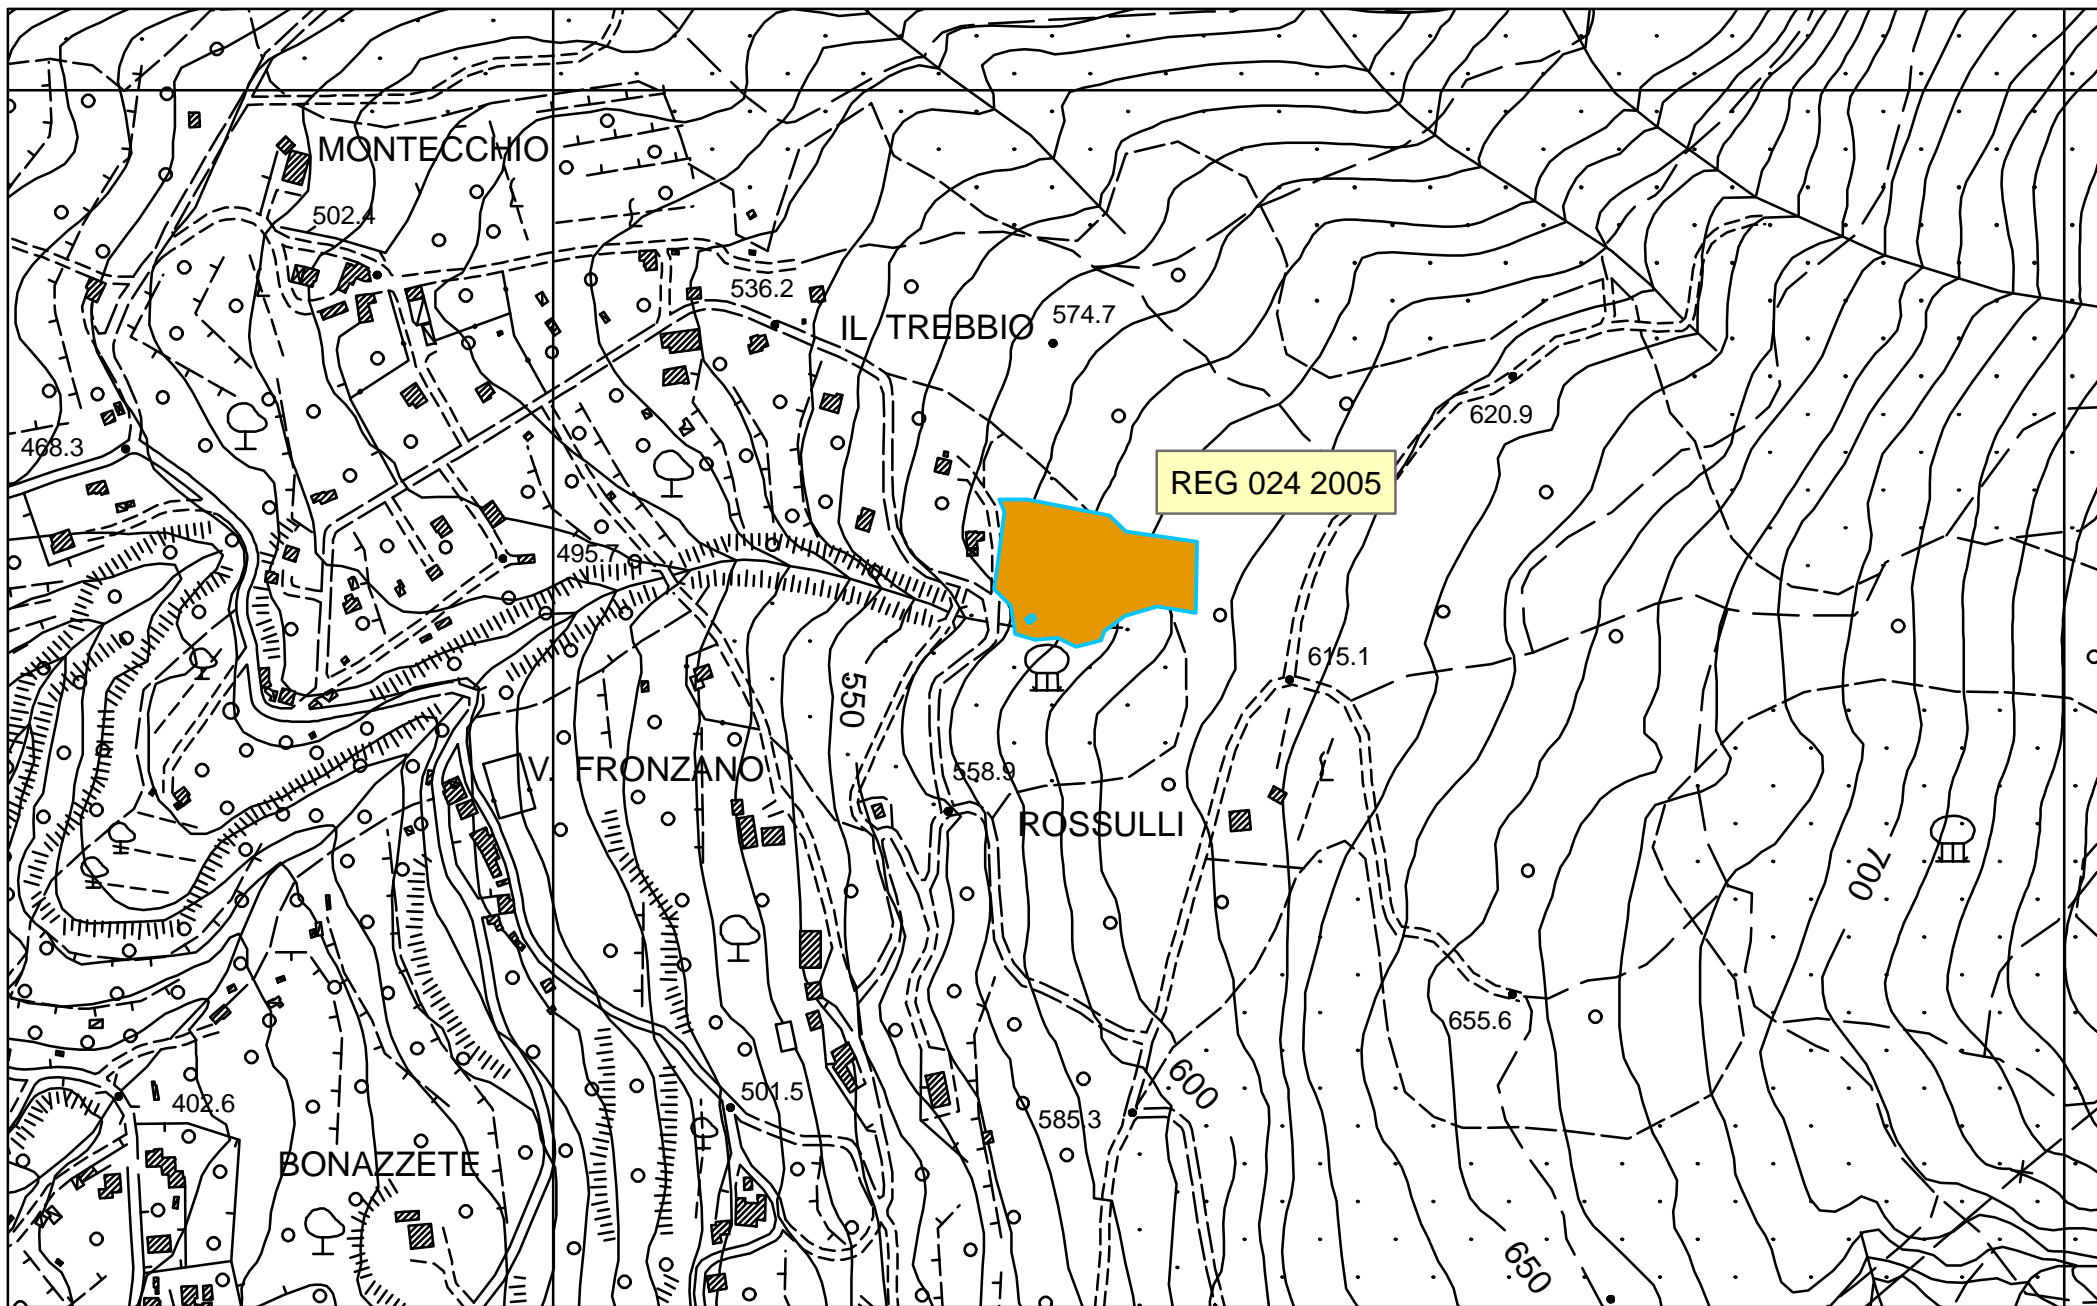 MONTECCHIO
502.4
536.2
IL TREBBIO
574.7
620.9
468.3
REG 024 2005
495.7
615.1
550
V. FRONZANO
558.9
ROSSULLI
700
655.6
600
402.6
501.5
585.3
BONAZZETE
650